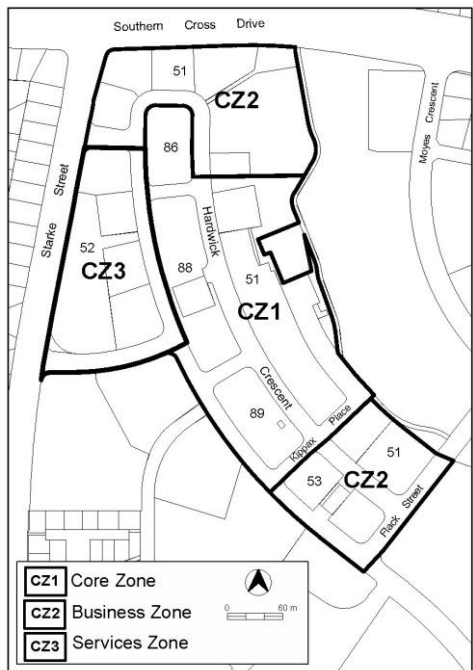 Southern Cross Drive
51
CZ2
Moyes Crescent
86
Starke Street
Hardwick
52
CZ3
88
51
CZ1
Crescent
89
Kippax Place
51
53
CZ2
Flack Street
CZ1 Core Zone
CZ2 Business Zone
CZ3 Services Zone
0 60 m